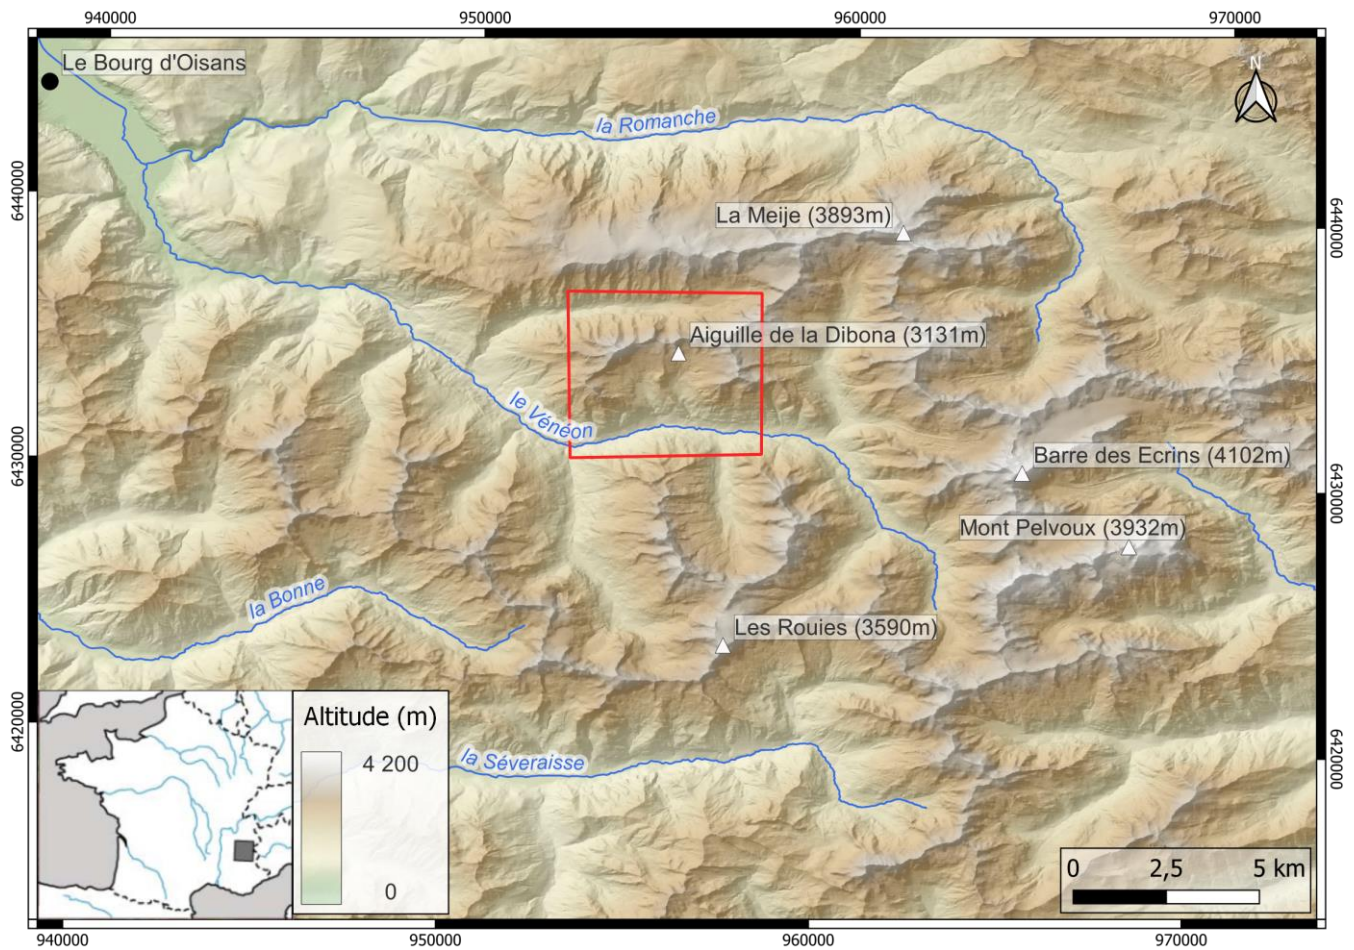 940000
950000
960000
970000
Le Bourg d'Oisans
N
la Romanche
6440000
La Meije (3893m)
6440000
Aiguille de la Dibona (3131m)
le Vénéon
6430000
Barre des Ecrins (4102m)
6430000
Mont Pelvoux (3932m)
la Bonne
Les Rouies (3590m)
6420000
Altitude (m)
4 200
0
la Séveraisse
6420000
0
2,5
5 km
940000
950000
960000
970000